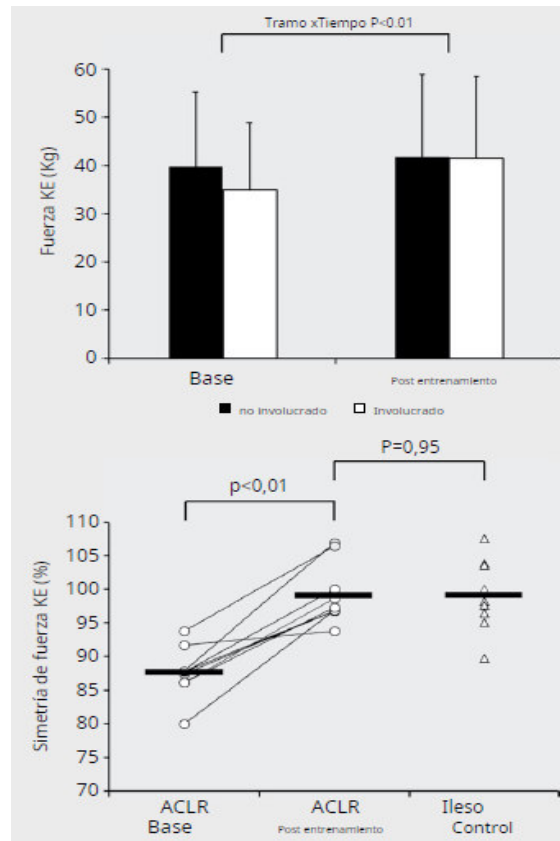 Tramo xTiempo P<0.01
Fuerza KE (Kg)
60
50
40
30
20
10
0
Base
Post entrenamiento
no involucrado
Involucrado
P=0,95
p<0,01
Simetría de fuerza KE (%)
110
105
100
95
90
85
80
75
70
ACLR
Base
ACLR
Post entrenamiento
Ileso
Control